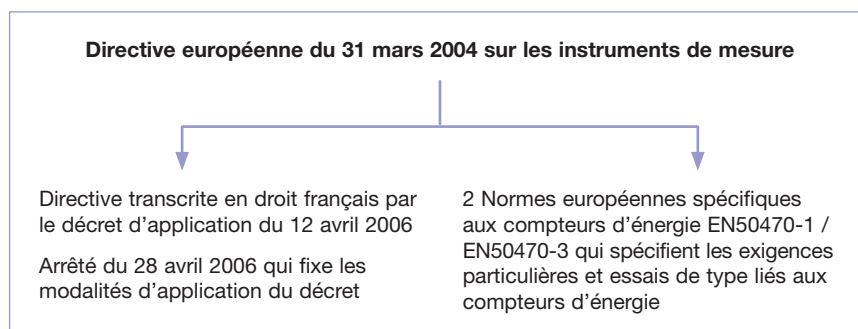 Directive européenne du 31 mars 2004 sur les instruments de mesure
Directive transcrite en droit français par
le décret d’application du 12 avril 2006
Arrêté du 28 avril 2006 qui fixe les
modalités d’application du décret
2 Normes européennes spécifiques
aux compteurs d’énergie EN50470-1 /
EN50470-3 qui spécifient les exigences
particulières et essais de type liés aux
compteurs d’énergie